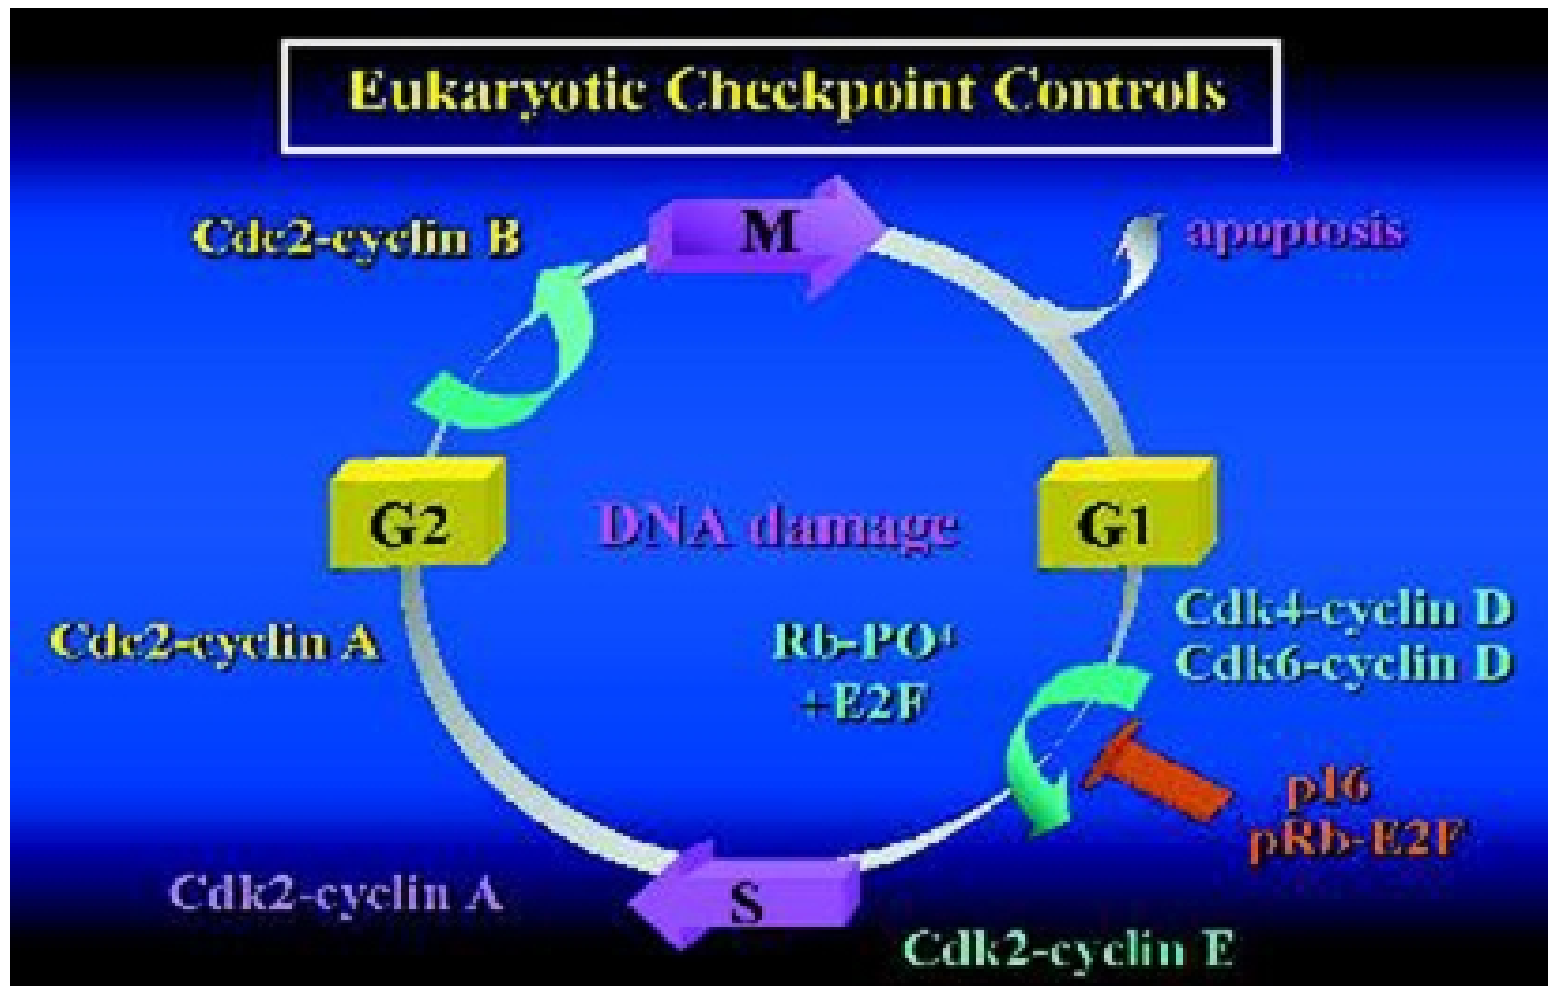 Eukaryotic Checkpoint Controls
M
Cdc2-cyclin B
apoptosis
G2
DNA damage
G1
Cdk4-cyclin D
Cdc2-cyclin A
Rb-PO⁴
Cdk6-cyclin D
+E2F
p16
pRb-E2F
Cdk2-cyclin A
S
Cdk2-cyclin E